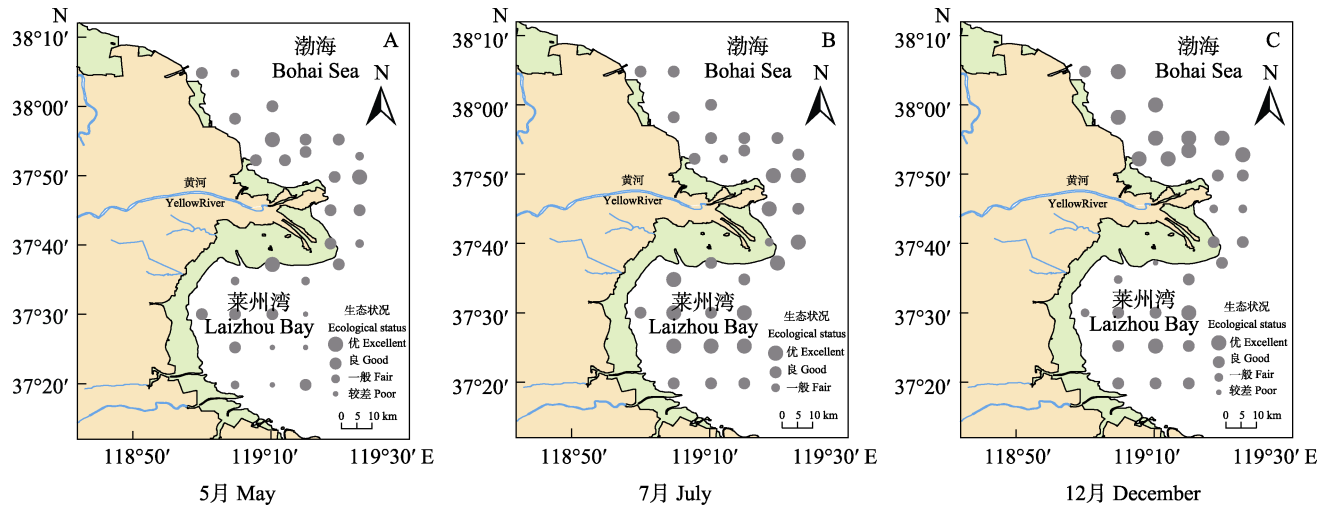 N
A
渤海
Bohai Sea
N
38°10′
38°00′
37°50′
37°40′
37°30′
37°20′
黄河
YellowRiver
莱州湾
Laizhou Bay
生态状况
Ecological status
优 Excellent
良 Good
一般 Fair
较差 Poor
0 5 10 km
118°50′ 119°10′ 119°30′ E
5月 May
N
B
渤海
Bohai Sea
N
38°10′
38°00′
37°50′
37°40′
37°30′
37°20′
黄河
YellowRiver
莱州湾
Laizhou Bay
生态状况
Ecological status
优 Excellent
良 Good
一般 Fair
0 5 10 km
118°50′ 119°10′ 119°30′ E
7月 July
N
C
渤海
Bohai Sea
N
38°10′
38°00′
37°50′
37°40′
37°30′
37°20′
黄河
YellowRiver
莱州湾
Laizhou Bay
生态状况
Ecological status
优 Excellent
良 Good
一般 Fair
较差 Poor
0 5 10 km
118°50′ 119°10′ 119°30′ E
12月 December